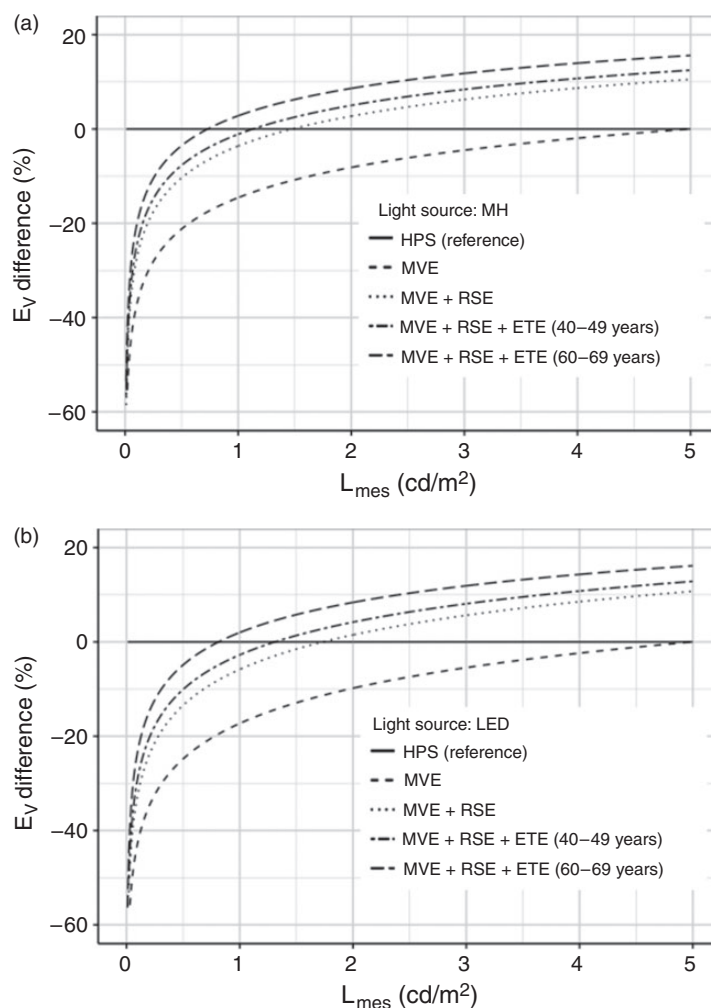 (a)
20
0
−20
−40
−60
E_V difference (%)
Light source: MH
HPS (reference)
MVE
MVE + RSE
MVE + RSE + ETE (40–49 years)
MVE + RSE + ETE (60–69 years)
0 1 2 3 4 5
L_mes (cd/m²)
(b)
20
0
−20
−40
−60
E_V difference (%)
Light source: LED
HPS (reference)
MVE
MVE + RSE
MVE + RSE + ETE (40–49 years)
MVE + RSE + ETE (60–69 years)
0 1 2 3 4 5
L_mes (cd/m²)